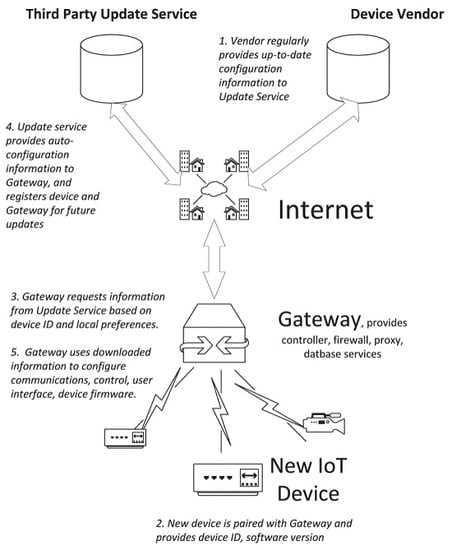 Third Party Update Service
Device Vendor
1. Vendor regularly
provides up-to-date
configuration
information to
Update Service
4. Update service
provides auto-
configuration
information to
Gateway, and
registers device and
Gateway for future
updates
Internet
3. Gateway requests information
from Update Service based on
device ID and local preferences.
Gateway, provides
controller, firewall, proxy,
datbase services
5. Gateway uses downloaded
information to configure
communications, control, user
interface, device firmware.
New IoT
Device
2. New device is paired with Gateway and
provides device ID, software version